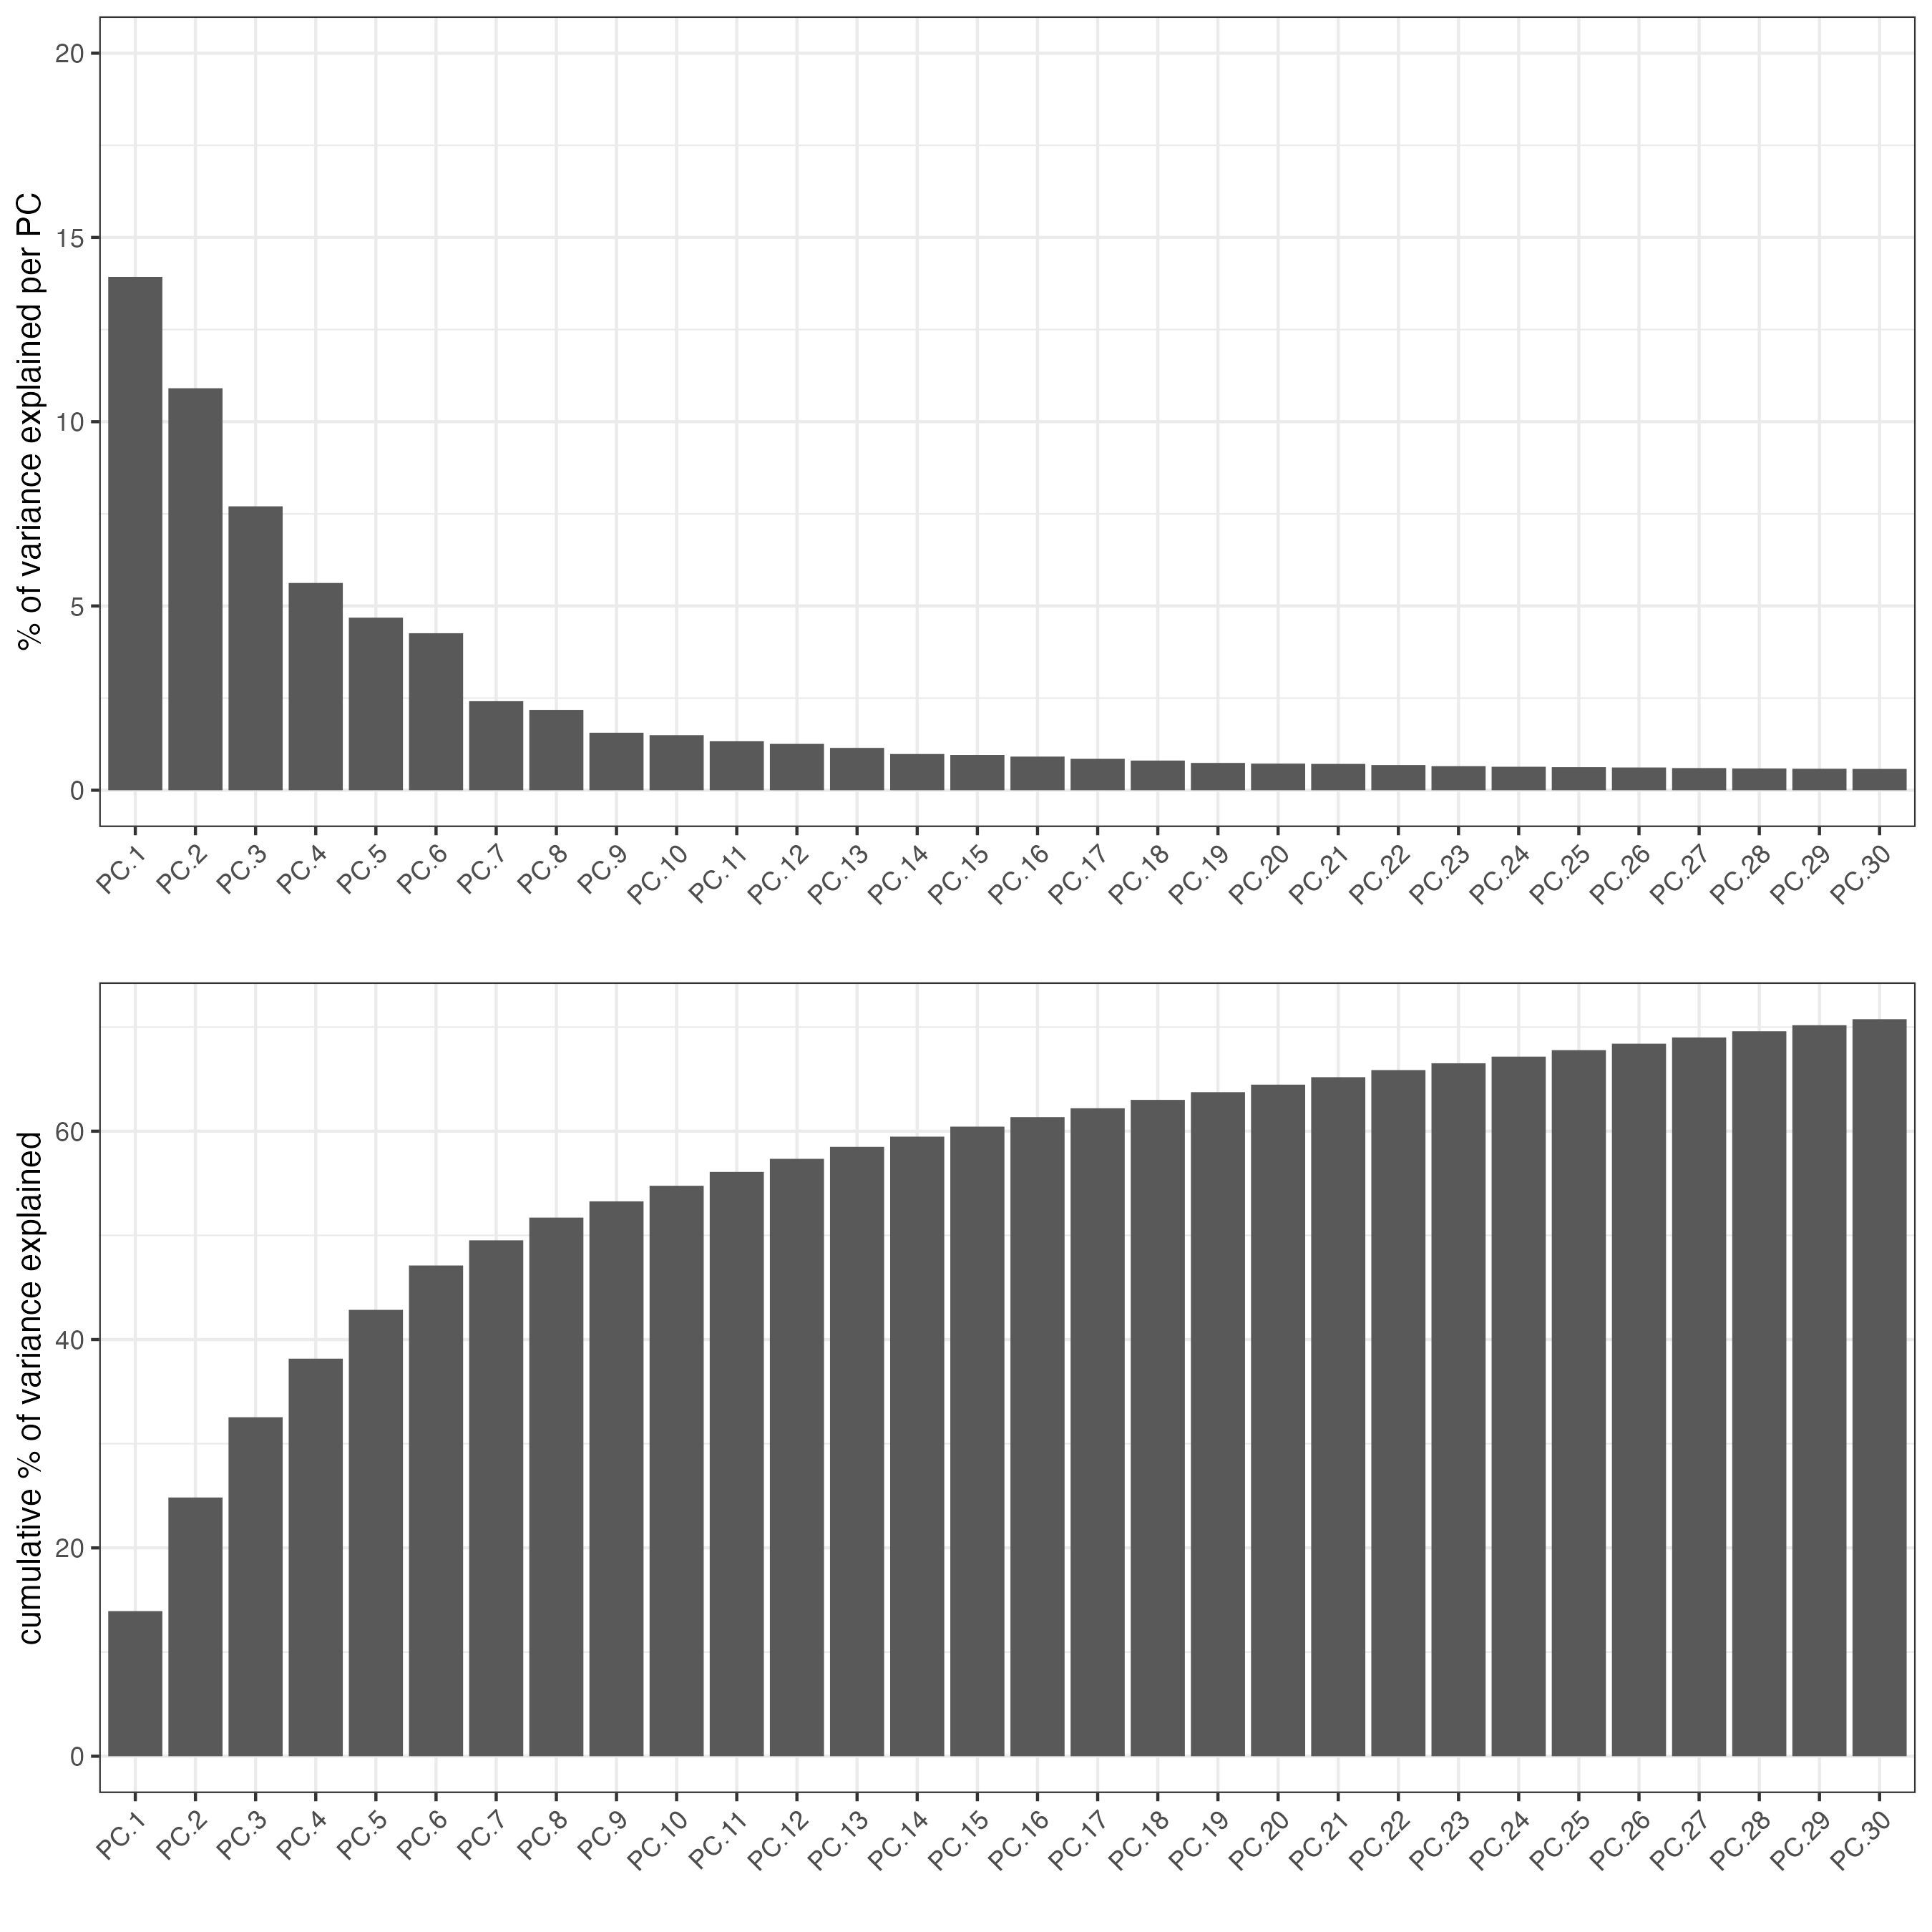 % of variance explained per PC
20
15
10
5
0
PC.1 PC.2 PC.3 PC.4 PC.5 PC.6 PC.7 PC.8 PC.9 PC.10 PC.11 PC.12 PC.13 PC.14 PC.15 PC.16 PC.17 PC.18 PC.19 PC.20 PC.21 PC.22 PC.23 PC.24 PC.25 PC.26 PC.27 PC.28 PC.29 PC.30
cumulative % of variance explained
60
40
20
0
PC.1 PC.2 PC.3 PC.4 PC.5 PC.6 PC.7 PC.8 PC.9 PC.10 PC.11 PC.12 PC.13 PC.14 PC.15 PC.16 PC.17 PC.18 PC.19 PC.20 PC.21 PC.22 PC.23 PC.24 PC.25 PC.26 PC.27 PC.28 PC.29 PC.30